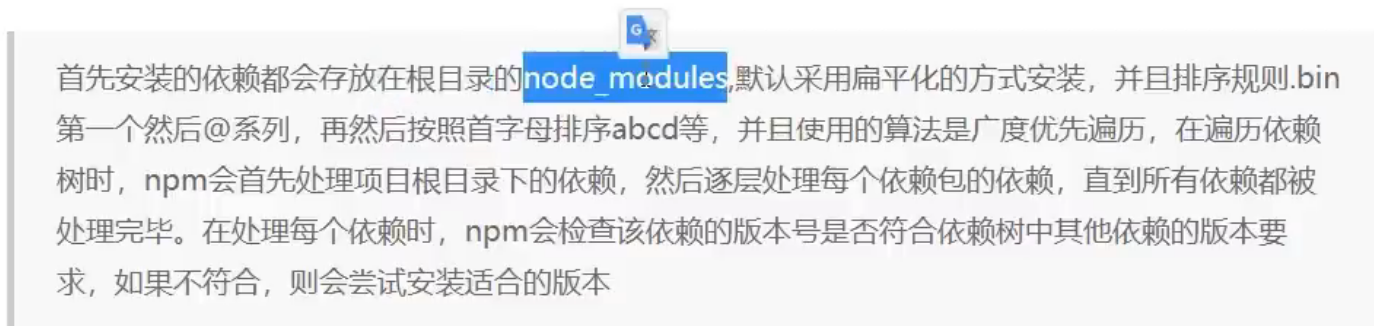 首先安装的依赖都会存放在根目录的node_modules,默认采用扁平化的方式安装，并且排序规则.bin
第一个然后@系列，再然后按照首字母排序abcd等，并且使用的算法是广度优先遍历，在遍历依赖
树时，npm会首先处理项目根目录下的依赖，然后逐层处理每个依赖包的依赖，直到所有依赖都被
处理完毕。在处理每个依赖时，npm会检查该依赖的版本号是否符合依赖树中其他依赖的版本要
求，如果不符合，则会尝试安装适合的版本